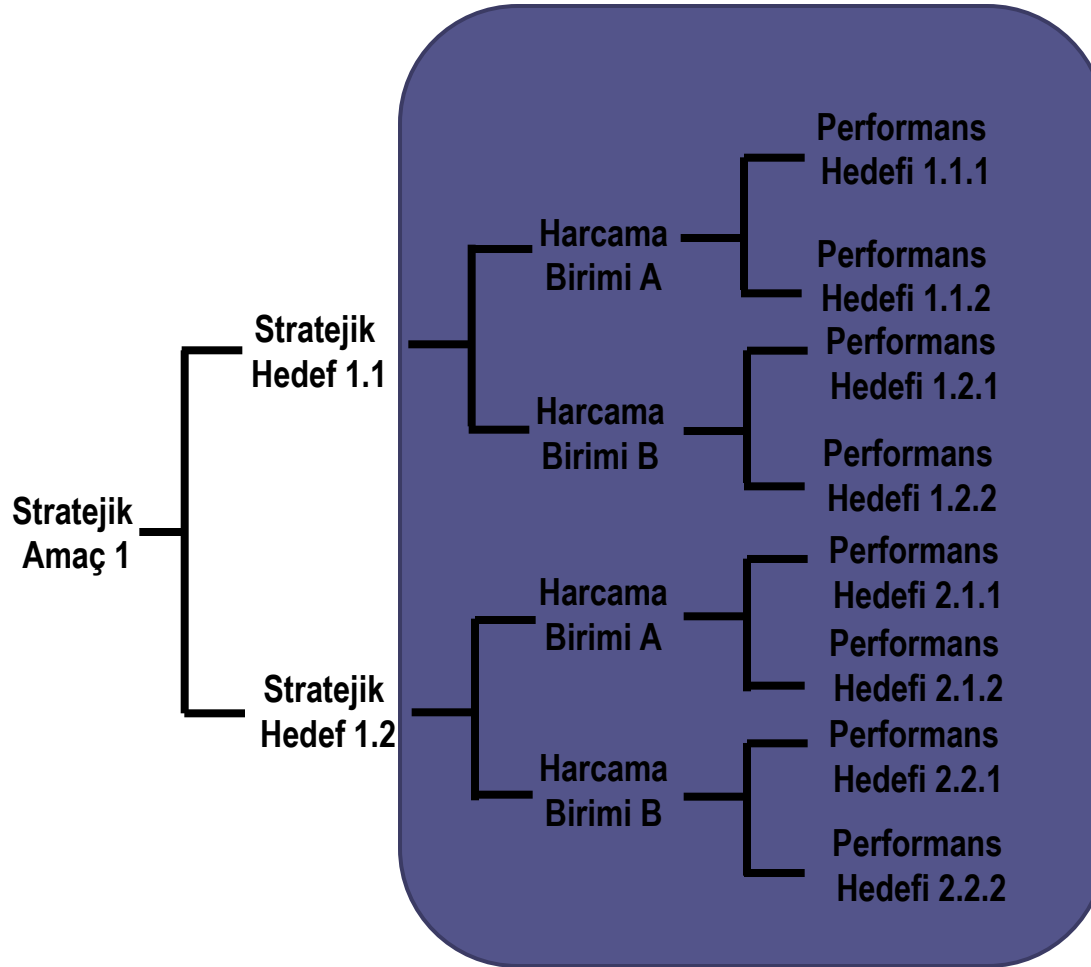 Stratejik
Amaç 1
Stratejik
Hedef 1.1
Harcama
Birimi A
Performans
Hedefi 1.1.1
Performans
Hedefi 1.1.2
Harcama
Birimi B
Performans
Hedefi 1.2.1
Performans
Hedefi 1.2.2
Stratejik
Hedef 1.2
Harcama
Birimi A
Performans
Hedefi 2.1.1
Performans
Hedefi 2.1.2
Harcama
Birimi B
Performans
Hedefi 2.2.1
Performans
Hedefi 2.2.2